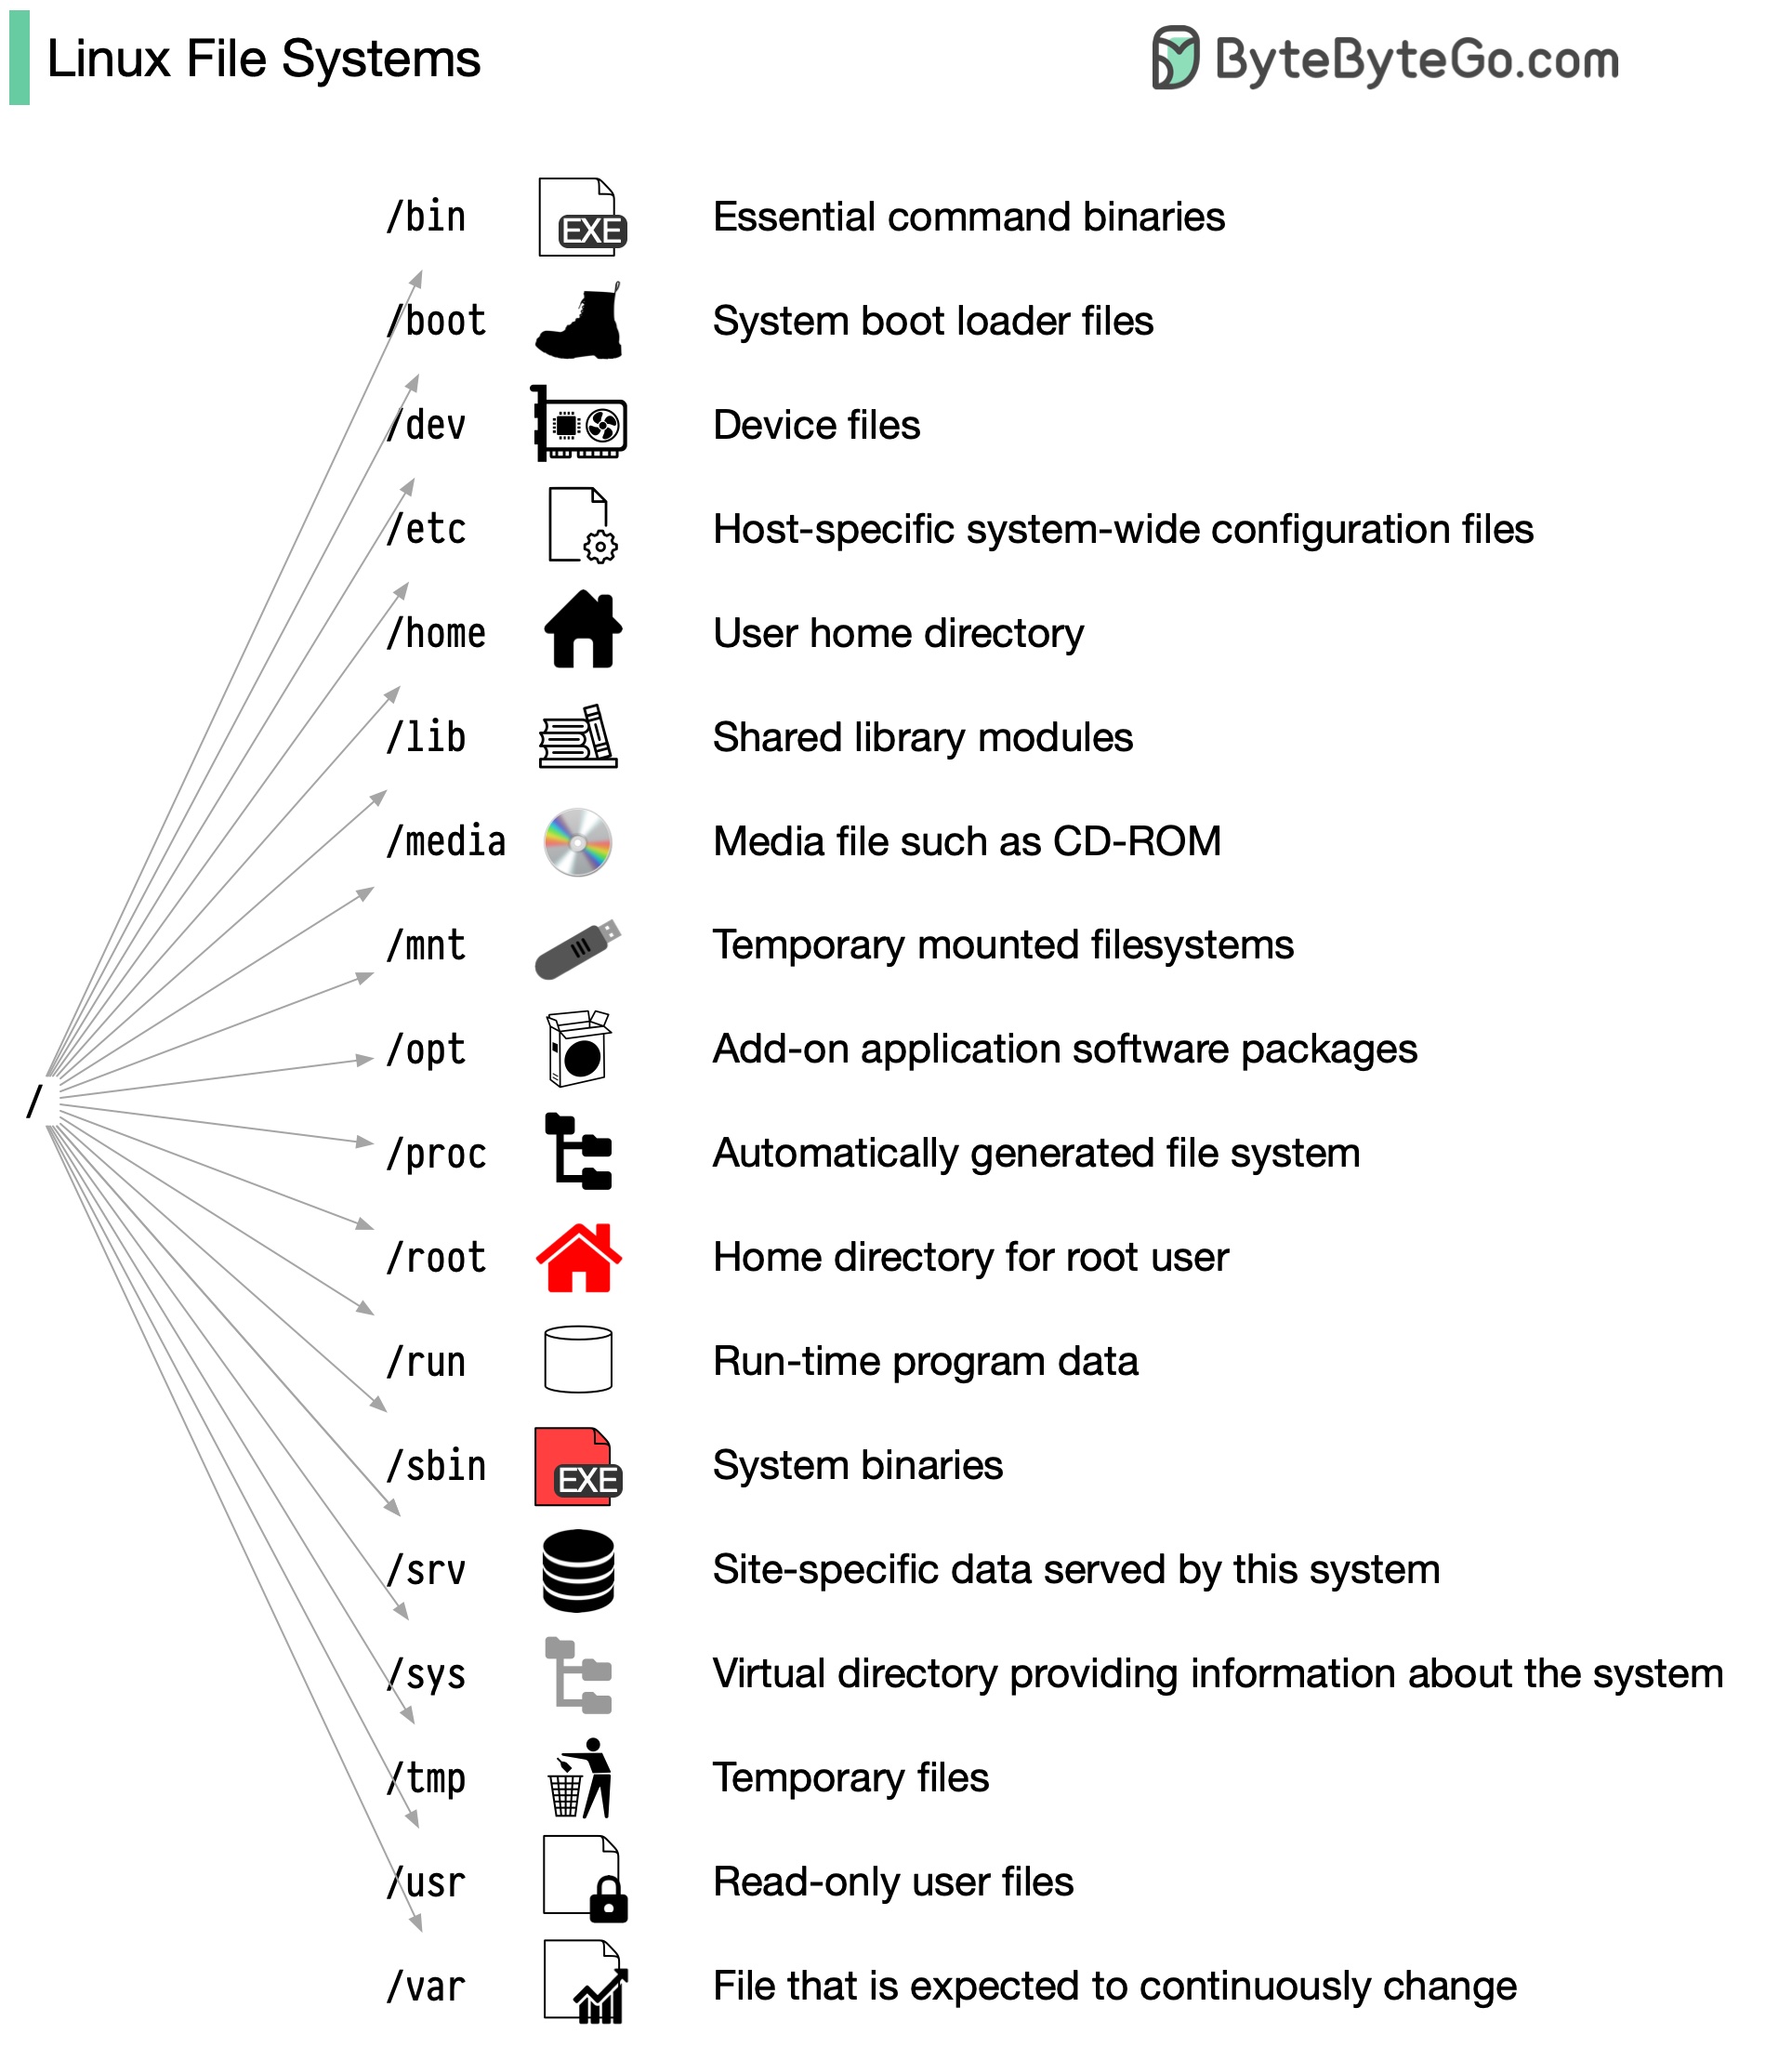 Linux File Systems
ByteByteGo.com
/bin EXE Essential command binaries
/boot System boot loader files
/dev Device files
/etc Host-specific system-wide configuration files
/home User home directory
/lib Shared library modules
/media Media file such as CD-ROM
/mnt Temporary mounted filesystems
/opt Add-on application software packages
/
/proc Automatically generated file system
/root Home directory for root user
/run Run-time program data
/sbin EXE System binaries
/srv Site-specific data served by this system
/sys Virtual directory providing information about the system
/tmp Temporary files
/usr Read-only user files
/var File that is expected to continuously change